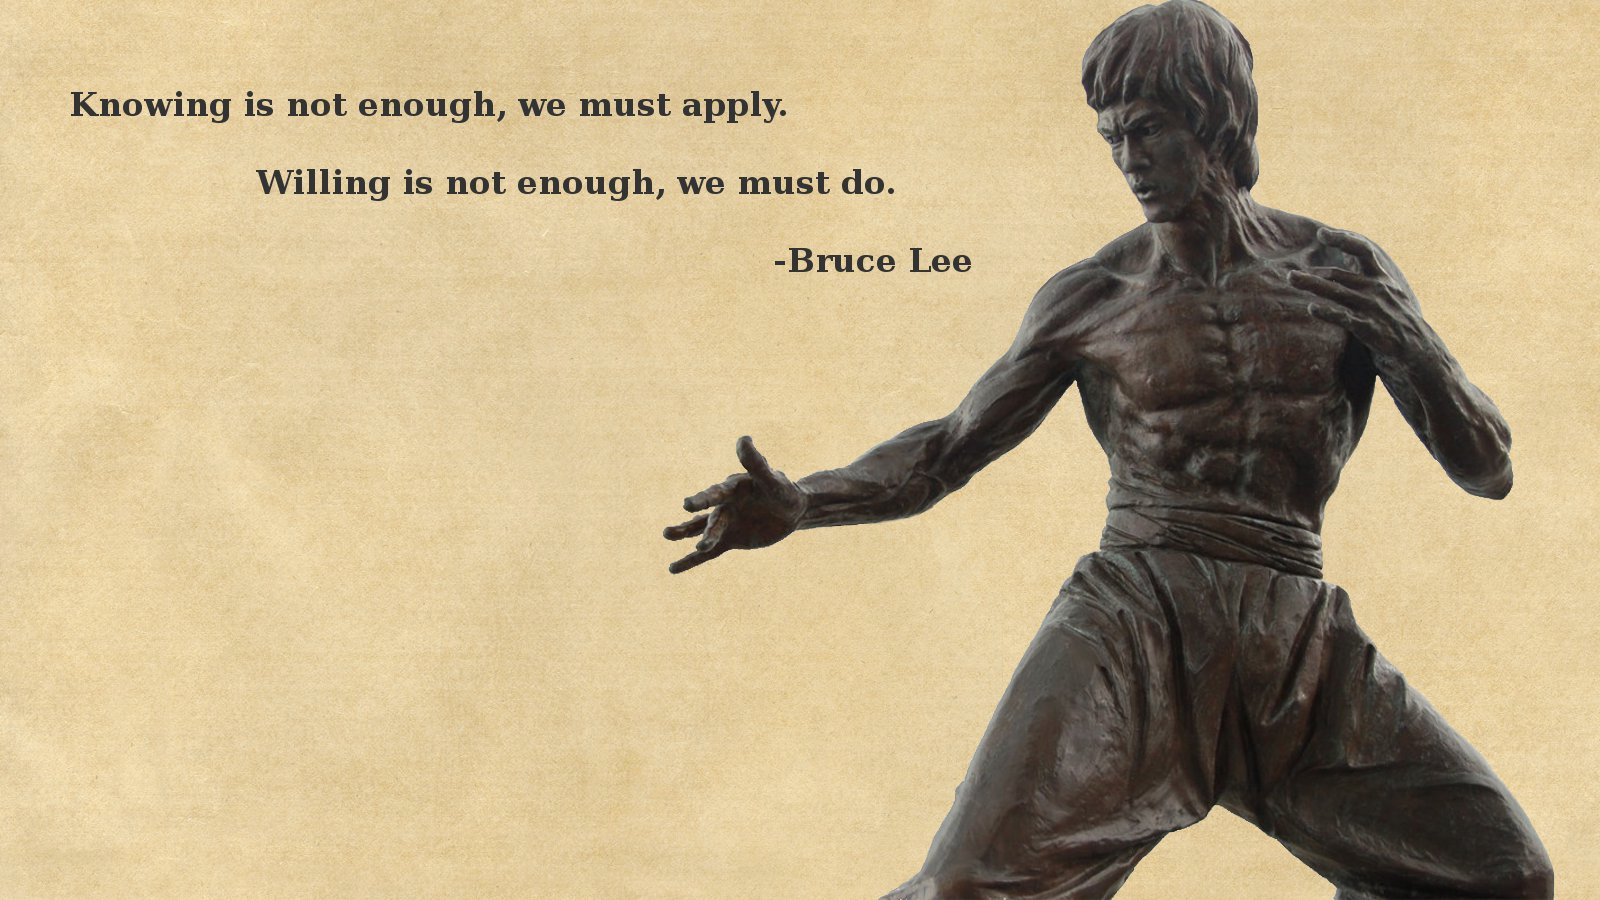 Knowing is not enough, we must apply.
Willing is not enough, we must do.
-Bruce Lee